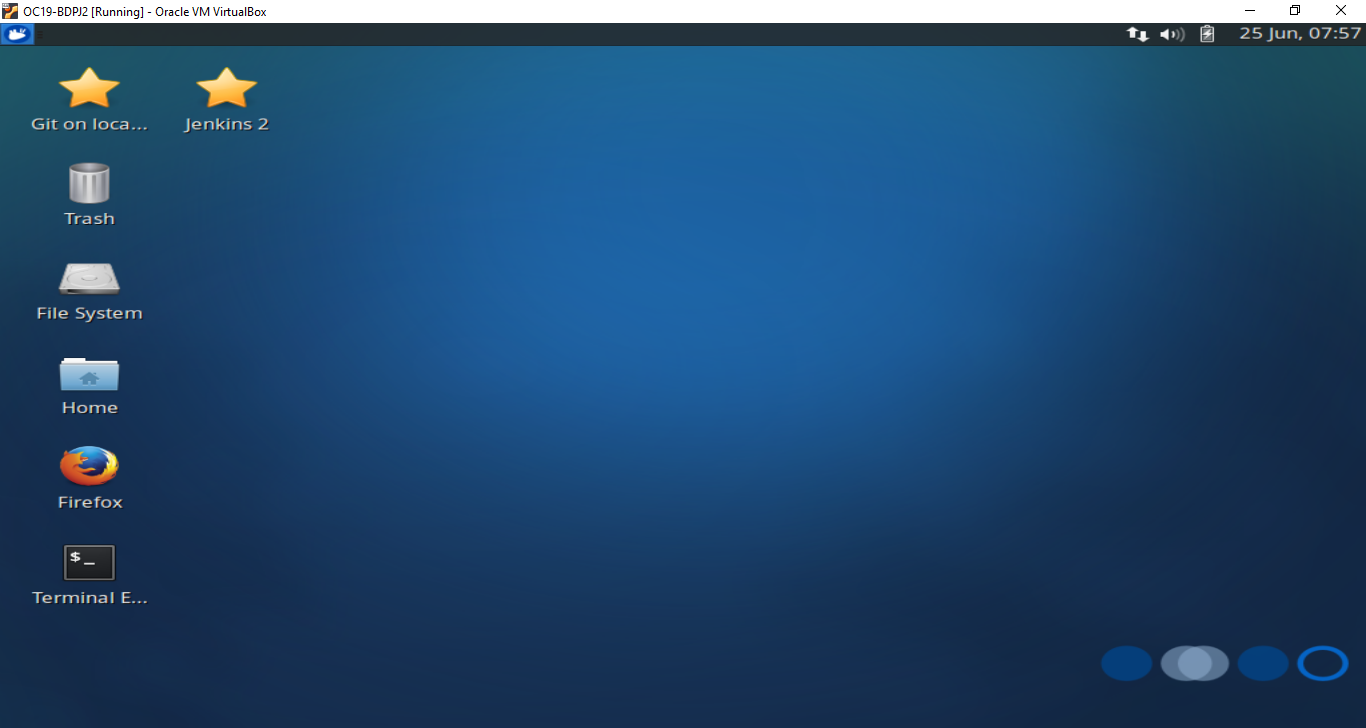 OC19-BDPJ2 [Running] - Oracle VM VirtualBox
25 Jun, 07:57
Git on loca...
Jenkins 2
Trash
File System
Home
Firefox
$_
Terminal E...